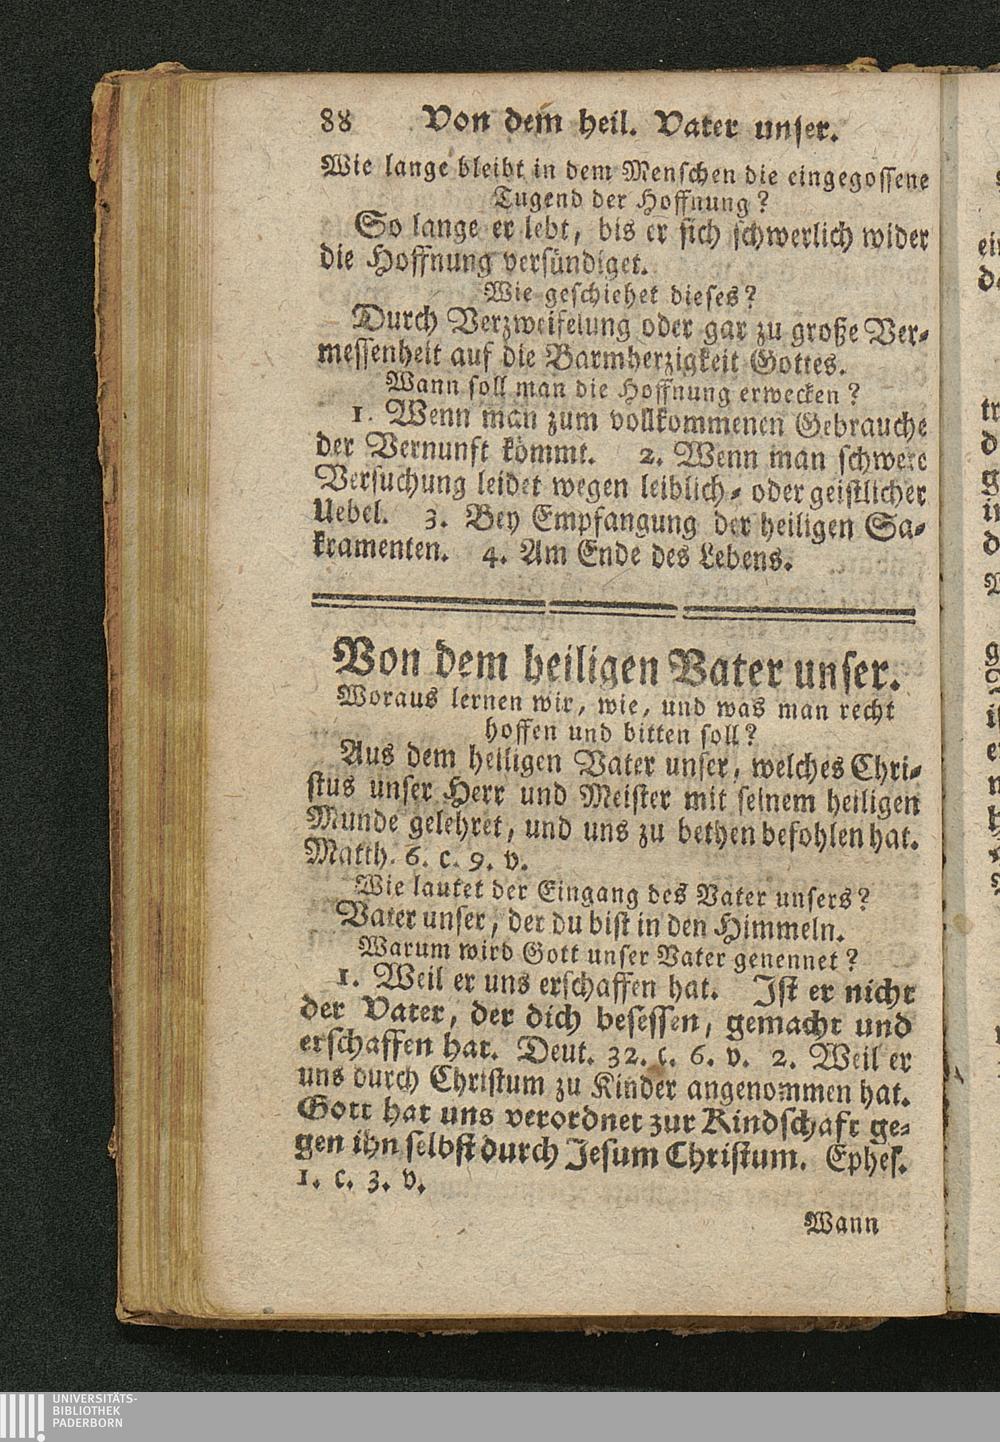 88 Von dem heil. Vater unser.
Wie lange bleibt in dem Menschen die eingegossene
Tugend der Hoffnung?
So lange er lebt, bis er sich schwerlich wider
die Hoffnung versündiget.
Wie geschiehet dieses?
Durch Verzweifelung oder gar zu große Ver-
messenheit auf die Barmherzigkeit Gottes.
Wann soll man die Hoffnung erwecken?
1. Wenn man zum vollkommenen Gebrauche
der Vernunft kömmt. 2. Wenn man schwere
Versuchung leidet wegen leiblich- oder geistlicher
Uebel. 3. Bey Empfangung der heiligen Sa-
kramenten. 4. Am Ende des Lebens.
Von dem heiligen Vater unser.
Woraus lernen wir, wie, und was man recht
hoffen und bitten soll?
Aus dem heiligen Vater unser, welches Chri-
stus unser Herr und Meister mit seinem heiligen
Munde gelehret, und uns zu bethen befohlen hat.
Matth. 6. c. 9. v.
Wie lautet der Eingang des Vater unsers?
Vater unser, der du bist in den Himmeln.
Warum wird Gott unser Vater genennet?
1. Weil er uns erschaffen hat. Ist er nicht
der Vater, der dich besessen, gemacht und
erschaffen hat. Deut. 32. c. 6. v. 2. Weil er
uns durch Christum zu Kinder angenommen hat.
Gott hat uns verordnet zur Kindschaft ge-
gen ihn selbst durch Jesum Christum. Ephes.
1. c. 3. v.
Wann
UNIVERSITÄTS-
BIBLIOTHEK
PADERBORN